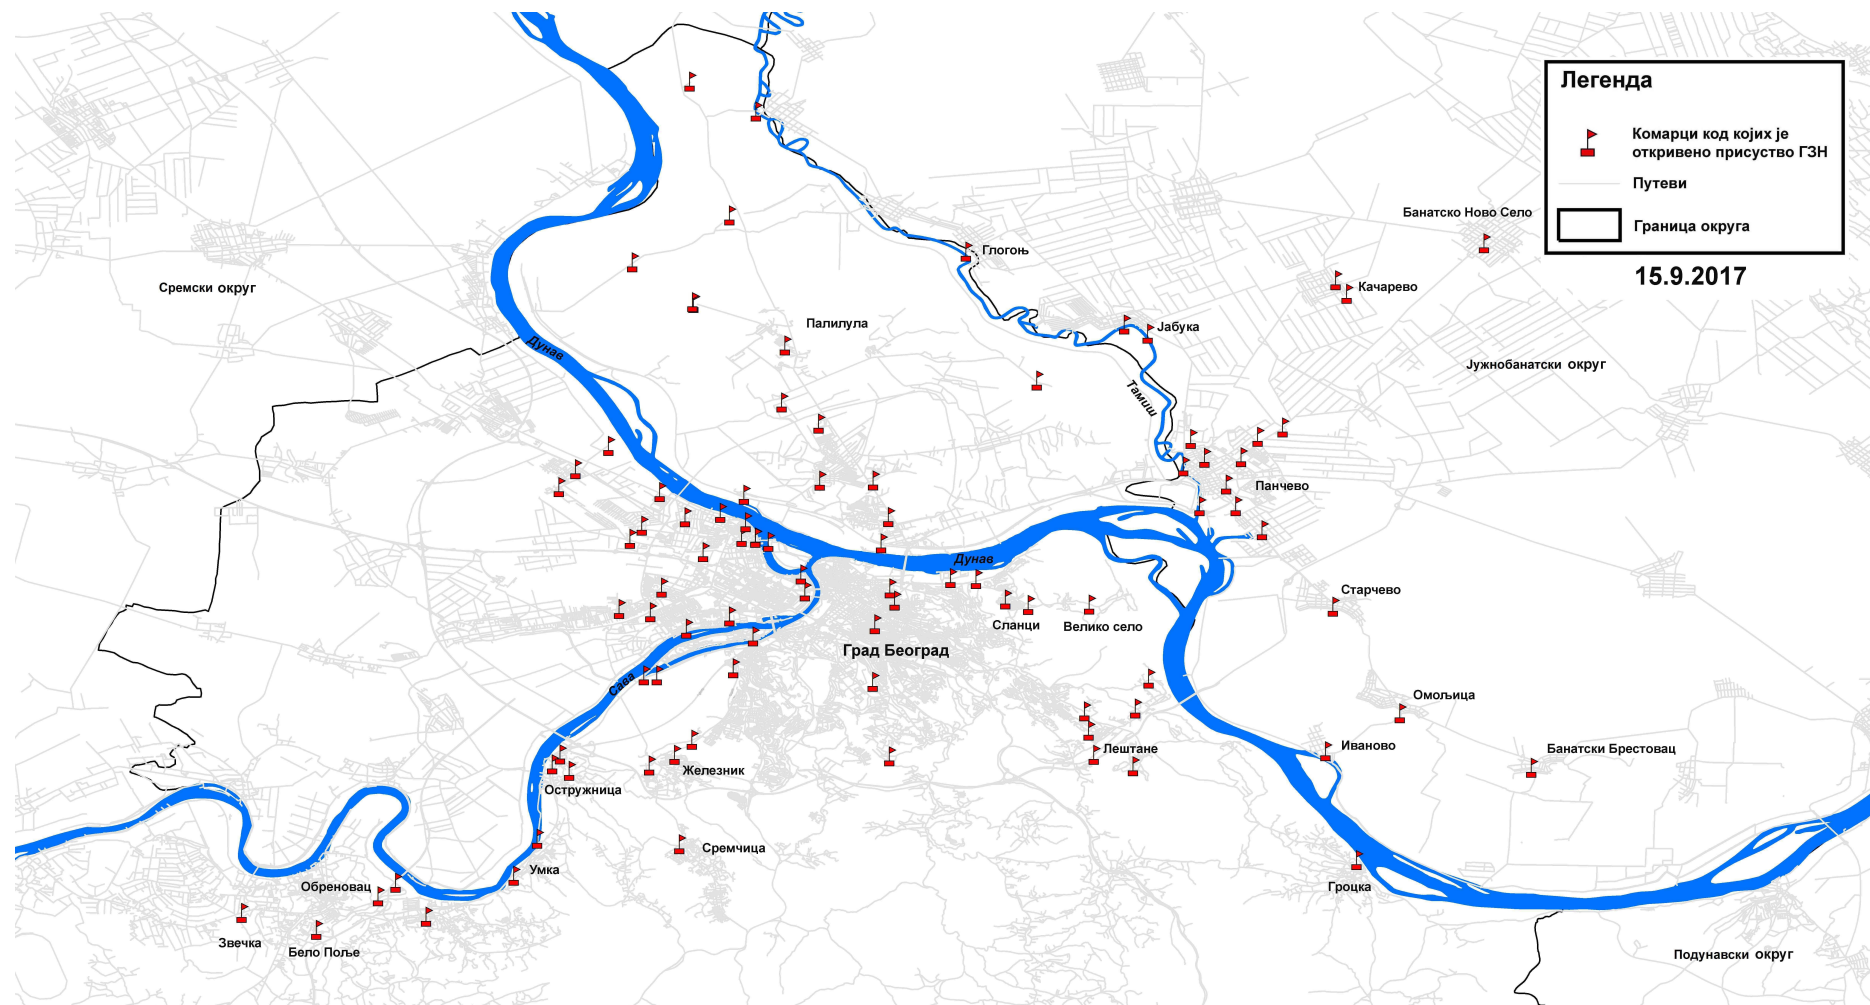 Легенда
Комарци код којих је
откривено присуство ГЗН
Путеви
Граница округа
15.9.2017
Банатско Ново Село
Глогоњ
Сремски округ
Качарево
Палилула
Јабука
Дунав
Јужнобанатски округ
Тамиш
Панчево
Дунав
Старчево
Сланци
Велико село
Град Београд
Сава
Омољица
Иваново
Лештане
Банатски Брестовац
Железник
Остружница
Сремчица
Умка
Обреновац
Гроцка
Звечка
Бело Поље
Подунавски округ